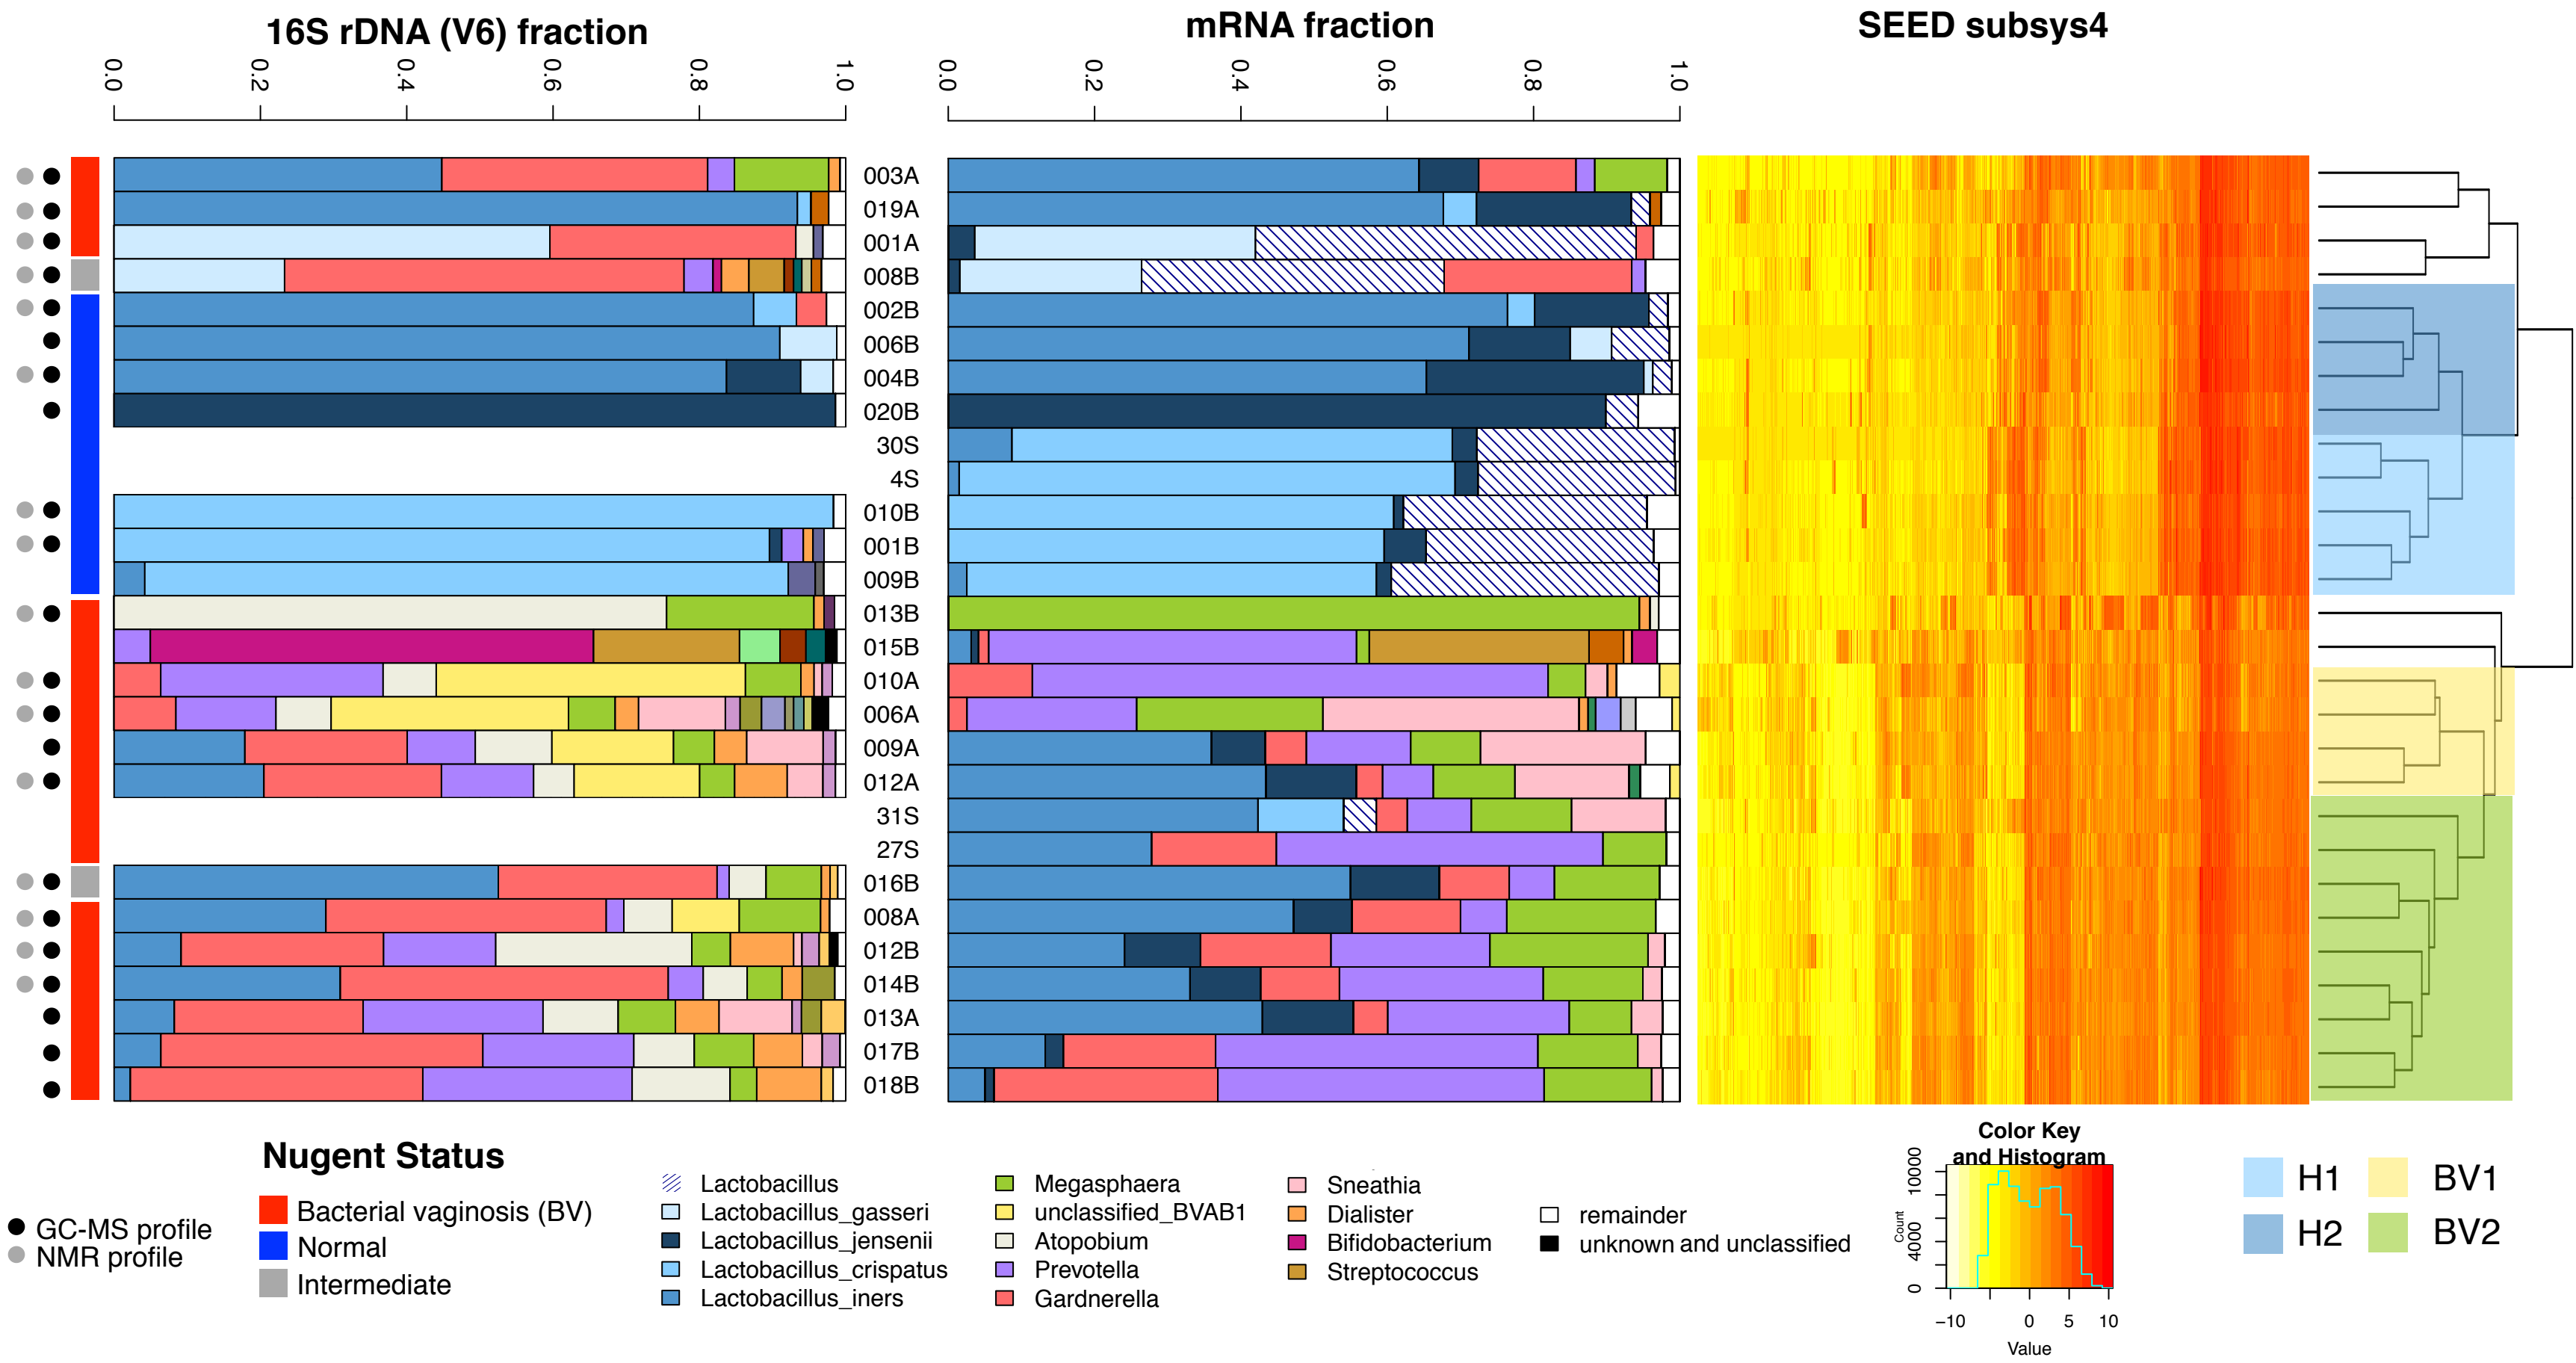 16S rDNA (V6) fraction
mRNA fraction
SEED subsys4
0.0 0.2 0.4 0.6 0.8 1.0
0.0 0.2 0.4 0.6 0.8 1.0
003A
019A
001A
008B
002B
006B
004B
020B
30S
4S
010B
001B
009B
013B
015B
010A
006A
009A
012A
31S
27S
016B
008A
012B
014B
013A
017B
018B
GC-MS profile
NMR profile
Nugent Status
Bacterial vaginosis (BV)
Normal
Intermediate
Lactobacillus
Lactobacillus_gasseri
Lactobacillus_jensenii
Lactobacillus_crispatus
Lactobacillus_iners
Megasphaera
unclassified_BVAB1
Atopobium
Prevotella
Gardnerella
Sneathia
Dialister
Bifidobacterium
Streptococcus
remainder
unknown and unclassified
Color Key
and Histogram
Count
0 4000 10000
−10 0 5 10
Value
H1
H2
BV1
BV2